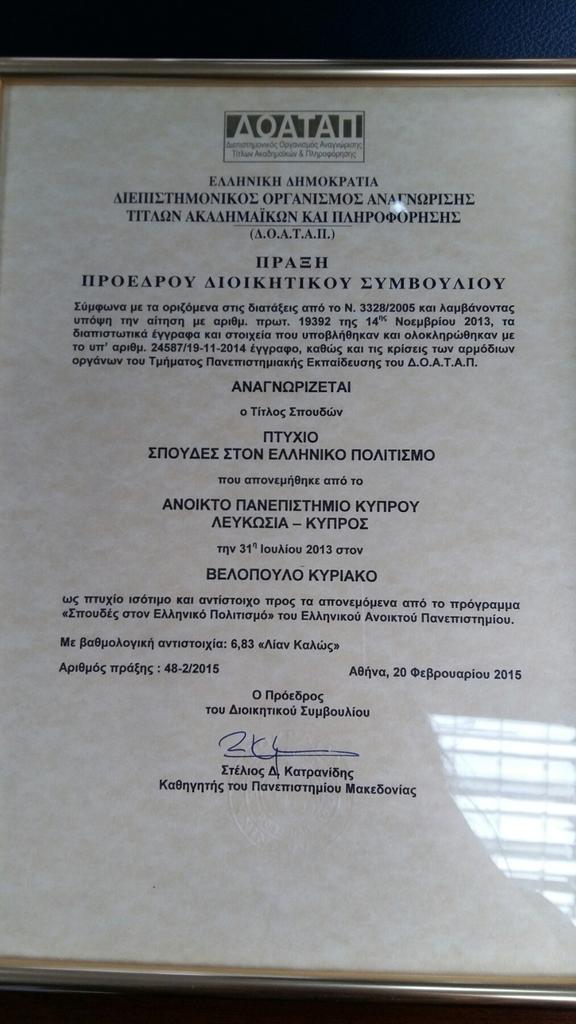 ΔΟΑΤΑΠ
Διεπιστημονικός Οργανισμός Αναγνώρισης
Τίτλων Ακαδημαϊκών & Πληροφόρησης
ΕΛΛΗΝΙΚΗ ΔΗΜΟΚΡΑΤΙΑ
ΔΙΕΠΙΣΤΗΜΟΝΙΚΟΣ ΟΡΓΑΝΙΣΜΟΣ ΑΝΑΓΝΩΡΙΣΗΣ
ΤΙΤΛΩΝ ΑΚΑΔΗΜΑΪΚΩΝ ΚΑΙ ΠΛΗΡΟΦΟΡΗΣΗΣ
(Δ.Ο.Α.Τ.Α.Π.)
ΠΡΑΞΗ
ΠΡΟΕΔΡΟΥ ΔΙΟΙΚΗΤΙΚΟΥ ΣΥΜΒΟΥΛΙΟΥ
Σύμφωνα με τα οριζόμενα στις διατάξεις από το Ν. 3328/2005 και λαμβάνοντας
υπόψη την αίτηση με αριθμ. πρωτ. 19392 της 14ης Νοεμβρίου 2013, τα
διαπιστωτικά έγγραφα και στοιχεία που υποβλήθηκαν και ολοκληρώθηκαν με
το υπ' αριθμ. 24587/19-11-2014 έγγραφο, καθώς και τις κρίσεις των αρμόδιων
οργάνων του Τμήματος Πανεπιστημιακής Εκπαίδευσης του Δ.Ο.Α.Τ.Α.Π.
ΑΝΑΓΝΩΡΙΖΕΤΑΙ
ο Τίτλος Σπουδών
ΠΤΥΧΙΟ
ΣΠΟΥΔΕΣ ΣΤΟΝ ΕΛΛΗΝΙΚΟ ΠΟΛΙΤΙΣΜΟ
που απονεμήθηκε από το
ΑΝΟΙΚΤΟ ΠΑΝΕΠΙΣΤΗΜΙΟ ΚΥΠΡΟΥ
ΛΕΥΚΩΣΙΑ – ΚΥΠΡΟΣ
την 31η Ιουλίου 2013 στον
ΒΕΛΟΠΟΥΛΟ ΚΥΡΙΑΚΟ
ως πτυχίο ισότιμο και αντίστοιχο προς τα απονεμόμενα από το πρόγραμμα
«Σπουδές στον Ελληνικό Πολιτισμό» του Ελληνικού Ανοικτού Πανεπιστημίου.
Με βαθμολογική αντιστοιχία: 6,83 «Λίαν Καλώς»
Αριθμός πράξης : 48-2/2015 Αθήνα, 20 Φεβρουαρίου 2015
Ο Πρόεδρος
του Διοικητικού Συμβουλίου
Στέλιος Δ. Κατρανίδης
Καθηγητής του Πανεπιστημίου Μακεδονίας